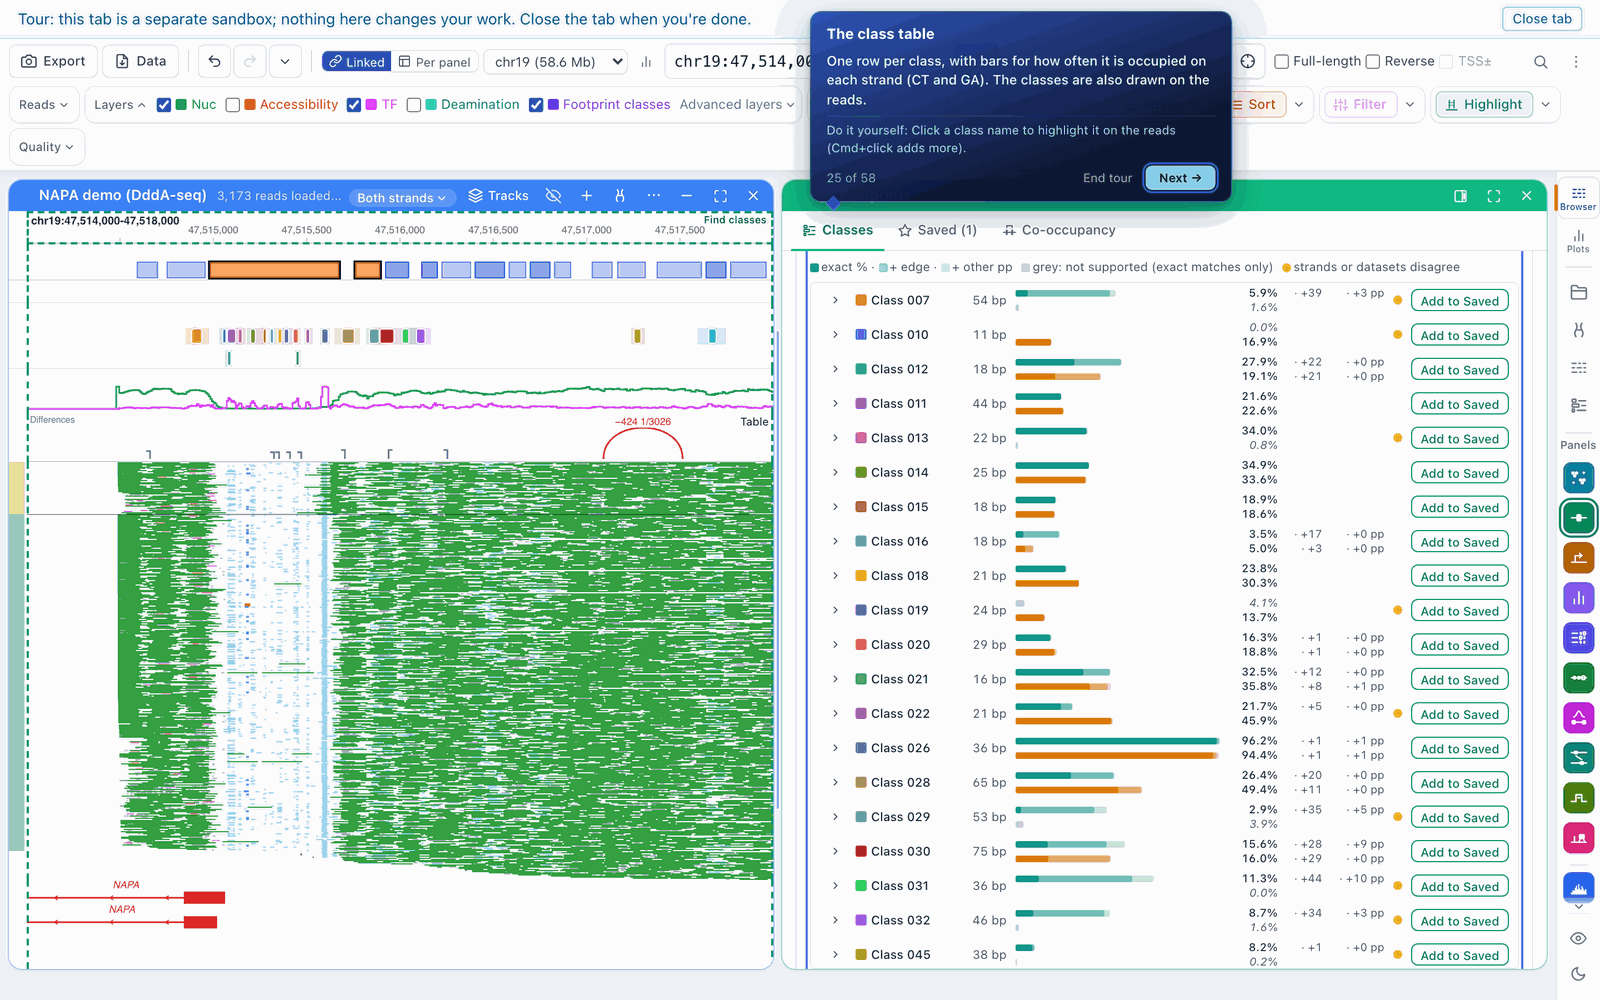 Tour: this tab is a separate sandbox; nothing here changes your work. Close the tab when you're done.
Close tab
The class table
One row per class, with bars for how often it is occupied on
each strand (CT and GA). The classes are also drawn on the
reads.
Do it yourself: Click a class name to highlight it on the reads
(Cmd+click adds more).
25 of 58
End tour
Next →
Export
Data
Linked
Per panel
chr19 (58.6 Mb)
chr19:47,514,00
Full-length
Reverse
TSS±
Reads
Layers
Nuc
Accessibility
TF
Deamination
Footprint classes
Advanced layers
Sort
Filter
Highlight
Quality
NAPA demo (DddA-seq)
3,173 reads loaded...
Both strands
Tracks
chr19:47,514,000-47,518,000
Find classes
47,515,000
47,515,500
47,516,000
47,516,500
47,517,000
47,517,500
Differences
−424 1/3026
Table
NAPA
NAPA
Classes
Saved (1)
Co-occupancy
exact % · + edge · + other pp · grey: not supported (exact matches only) strands or datasets disagree
Class 007 54 bp 5.9% · +39 · +3 pp Add to Saved
1.6%
Class 010 11 bp 0.0% Add to Saved
16.9%
Class 012 18 bp 27.9% · +22 · +0 pp Add to Saved
19.1% · +21 · +0 pp
Class 011 44 bp 21.6% Add to Saved
22.6%
Class 013 22 bp 34.0% Add to Saved
0.8%
Class 014 25 bp 34.9% Add to Saved
33.6%
Class 015 18 bp 18.9% Add to Saved
18.6%
Class 016 18 bp 3.5% · +17 · +0 pp Add to Saved
5.0% · +3 · +0 pp
Class 018 21 bp 23.8% Add to Saved
30.3%
Class 019 24 bp 4.1% Add to Saved
13.7%
Class 020 29 bp 16.3% · +1 · +0 pp Add to Saved
18.8% · +1 · +0 pp
Class 021 16 bp 32.5% · +12 · +0 pp Add to Saved
35.8% · +8 · +1 pp
Class 022 21 bp 21.7% · +5 · +0 pp Add to Saved
45.9%
Class 026 36 bp 96.2% · +1 · +1 pp Add to Saved
94.4% · +1 · +1 pp
Class 028 65 bp 26.4% · +20 · +0 pp Add to Saved
49.4% · +11 · +0 pp
Class 029 53 bp 2.9% · +35 · +5 pp Add to Saved
3.9%
Class 030 75 bp 15.6% · +28 · +9 pp Add to Saved
16.0% · +29 · +0 pp
Class 031 36 bp 11.3% · +44 · +10 pp Add to Saved
0.0%
Class 032 46 bp 8.7% · +34 · +3 pp Add to Saved
1.6%
Class 045 38 bp 8.2% · +1 · +0 pp Add to Saved
0.2%
Browser
Plots
Panels